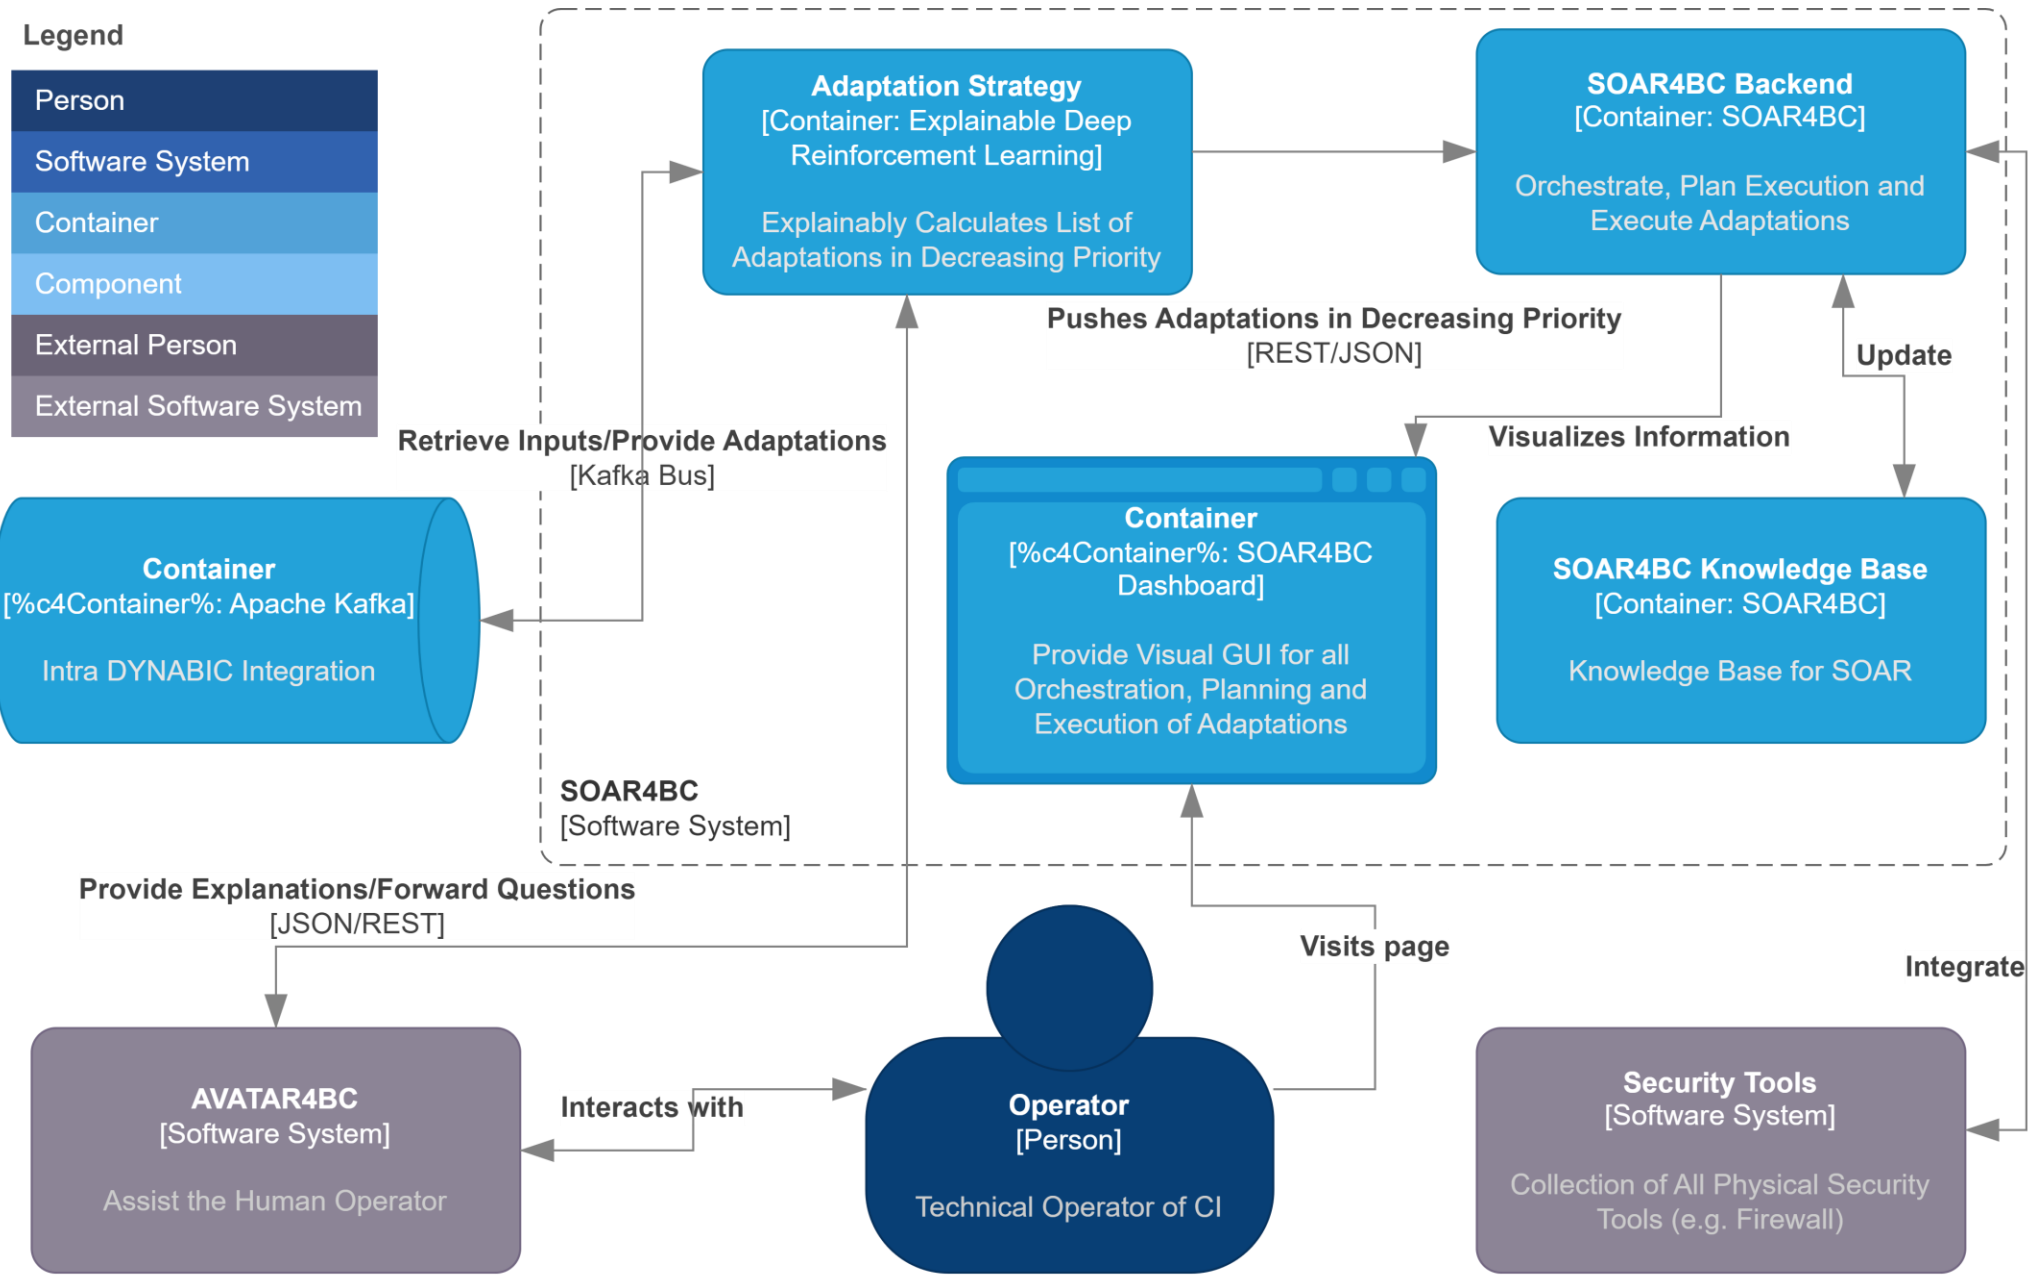 Legend
Person
Software System
Container
Component
External Person
External Software System
Adaptation Strategy
[Container: Explainable Deep
Reinforcement Learning]
Explainably Calculates List of
Adaptations in Decreasing Priority
SOAR4BC Backend
[Container: SOAR4BC]
Orchestrate, Plan Execution and
Execute Adaptations
Pushes Adaptations in Decreasing Priority
[REST/JSON]
Update
Retrieve Inputs/Provide Adaptations
[Kafka Bus]
Visualizes Information
Container
[%c4Container%: Apache Kafka]
Intra DYNABIC Integration
Container
[%c4Container%: SOAR4BC
Dashboard]
Provide Visual GUI for all
Orchestration, Planning and
Execution of Adaptations
SOAR4BC Knowledge Base
[Container: SOAR4BC]
Knowledge Base for SOAR
SOAR4BC
[Software System]
Provide Explanations/Forward Questions
[JSON/REST]
Visits page
Integrate
AVATAR4BC
[Software System]
Assist the Human Operator
Interacts with
Operator
[Person]
Technical Operator of CI
Security Tools
[Software System]
Collection of All Physical Security
Tools (e.g. Firewall)